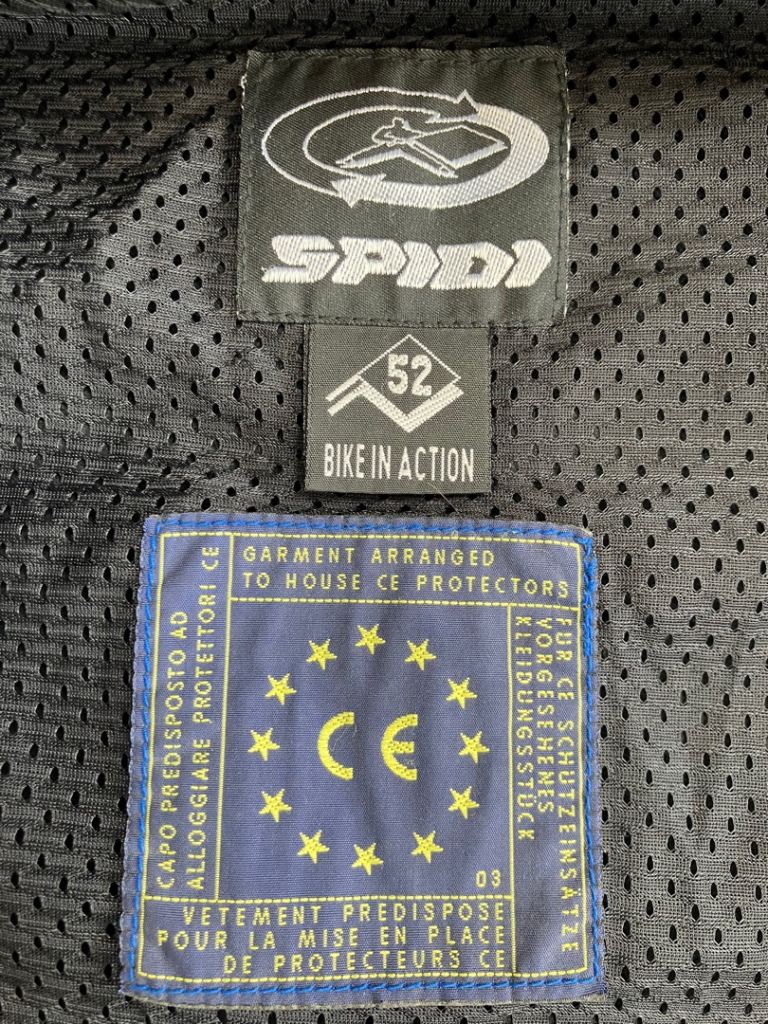 SPIDI
52
BIKE IN ACTION
GARMENT ARRANGED
TO HOUSE CE PROTECTORS
CAPO PREDISPOSTO AD
ALLOGGIARE PROTETTORI CE
FÜR CE SCHUTZEINSÄTZE
VORGESEHENES
KLEIDUNGSSTÜCK
CE
03
VETEMENT PREDISPOSE
POUR LA MISE EN PLACE
DE PROTECTEURS CE